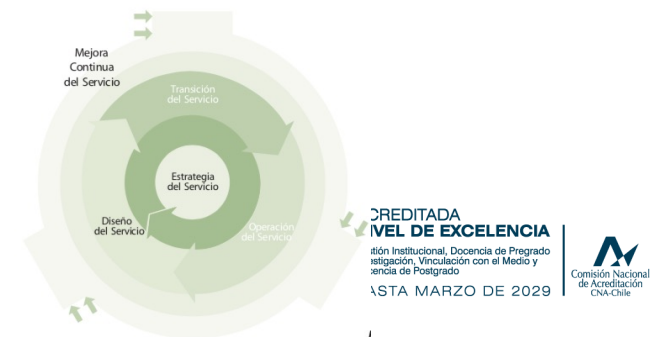 Mejora
Continua
del Servicio
Transición
del Servicio
Estrategia
del Servicio
Diseño
del Servicio
Operación
del Servicio
CREDITADA
IVEL DE EXCELENCIA
stión Institucional, Docencia de Pregrado
estigación, Vinculación con el Medio y
cencia de Postgrado
ASTA MARZO DE 2029
Comisión Nacional
de Acreditación
CNA-Chile